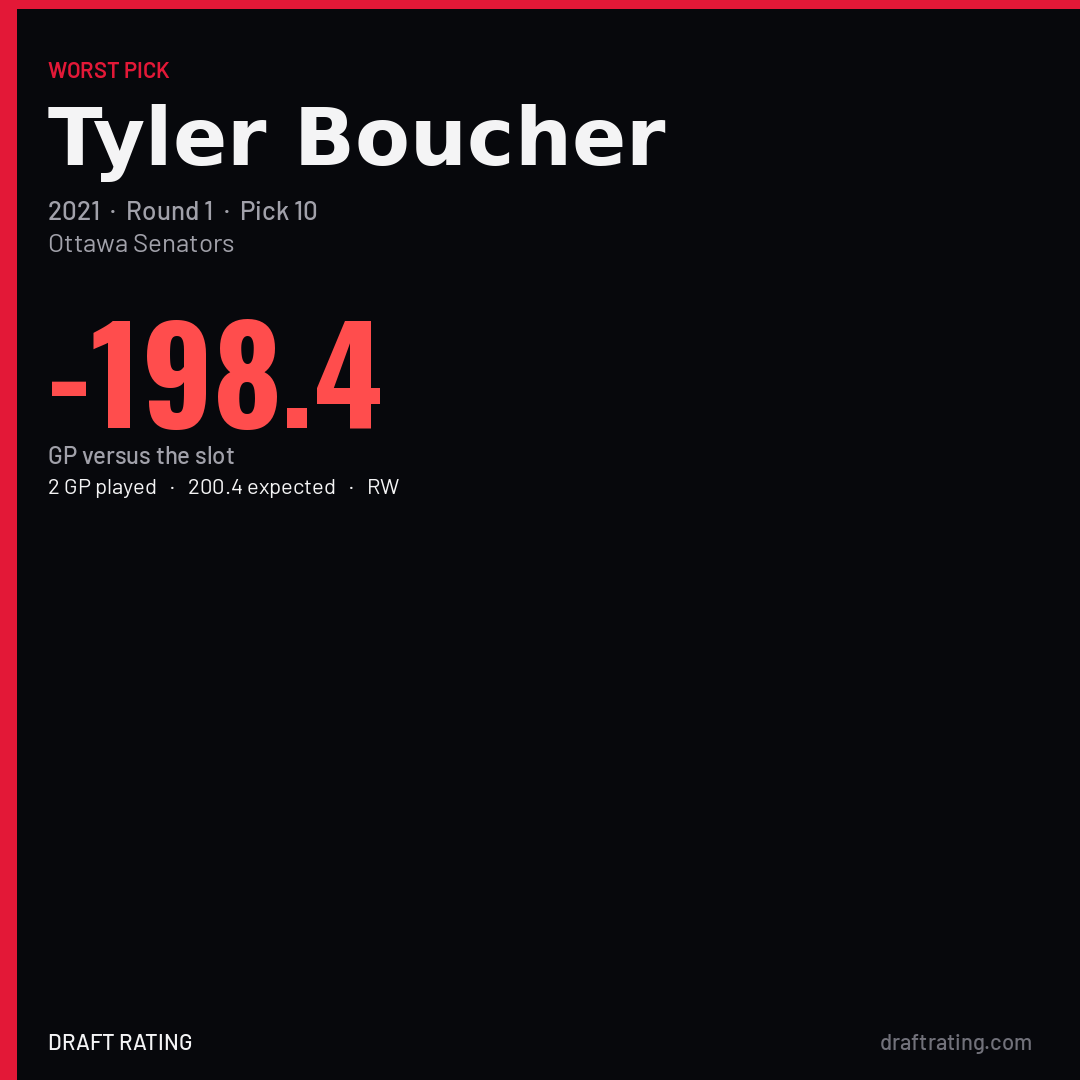 WORST PICK
Tyler Boucher
2021 · Round 1 · Pick 10
Ottawa Senators
-198.4
GP versus the slot
2 GP played · 200.4 expected · RW
DRAFT RATING
draftrating.com